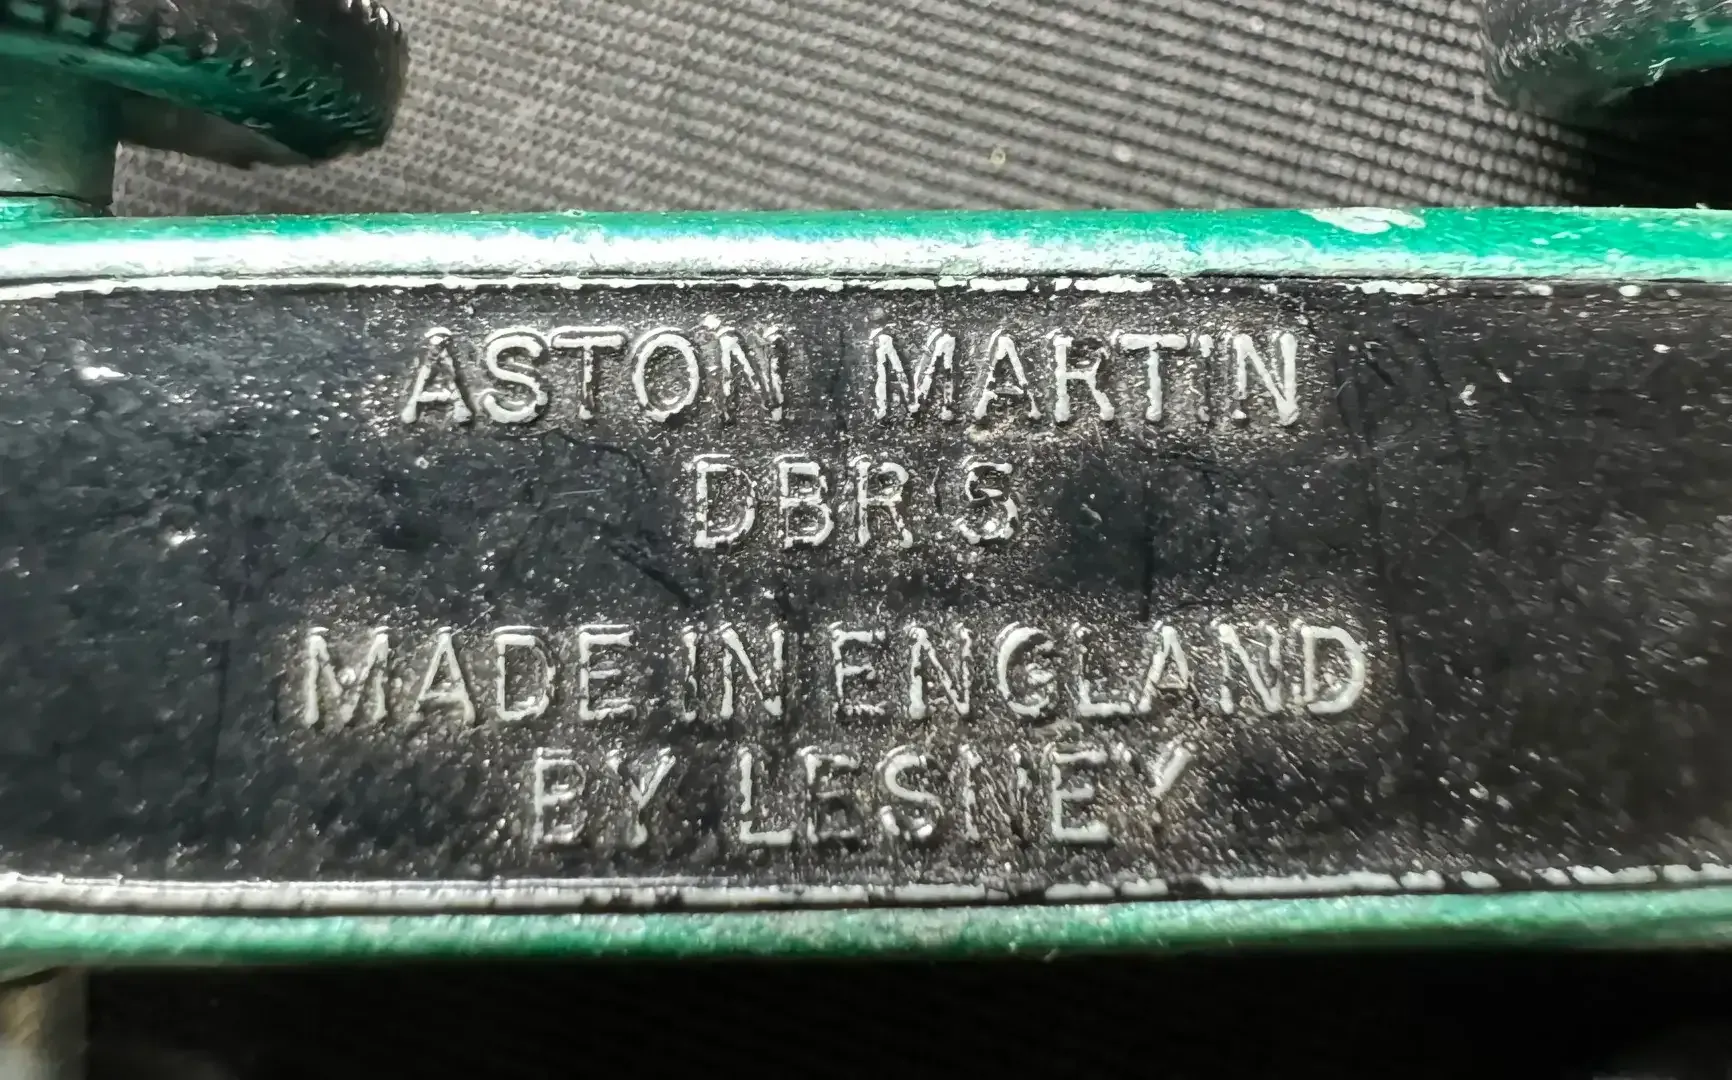 ASTON MARTIN
DBR 5
MADE IN ENGLAND
BY LESNEY